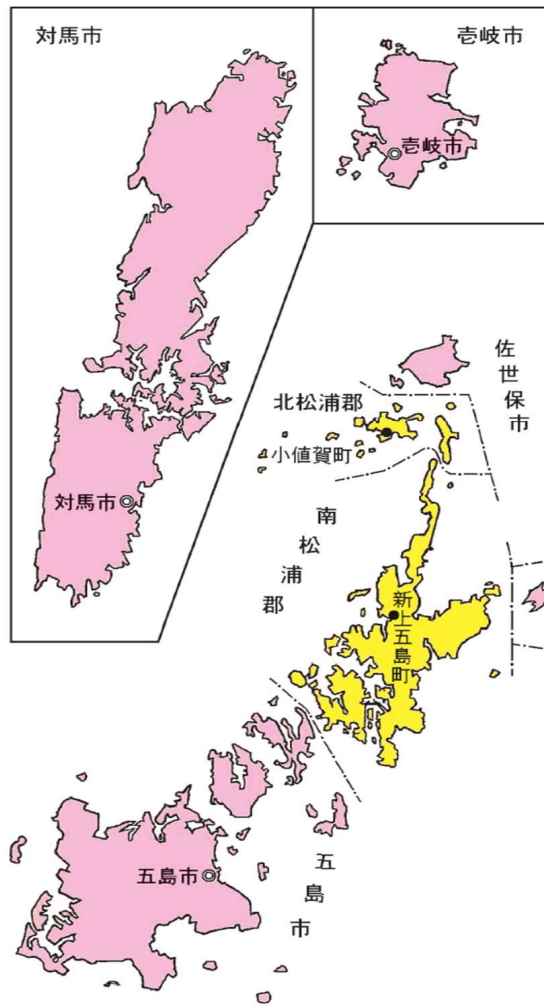 対馬市
壱岐市
壱岐市
佐世保市
北松浦郡
小値賀町
対馬市
南松浦郡
新上五島町
五島市
五島市